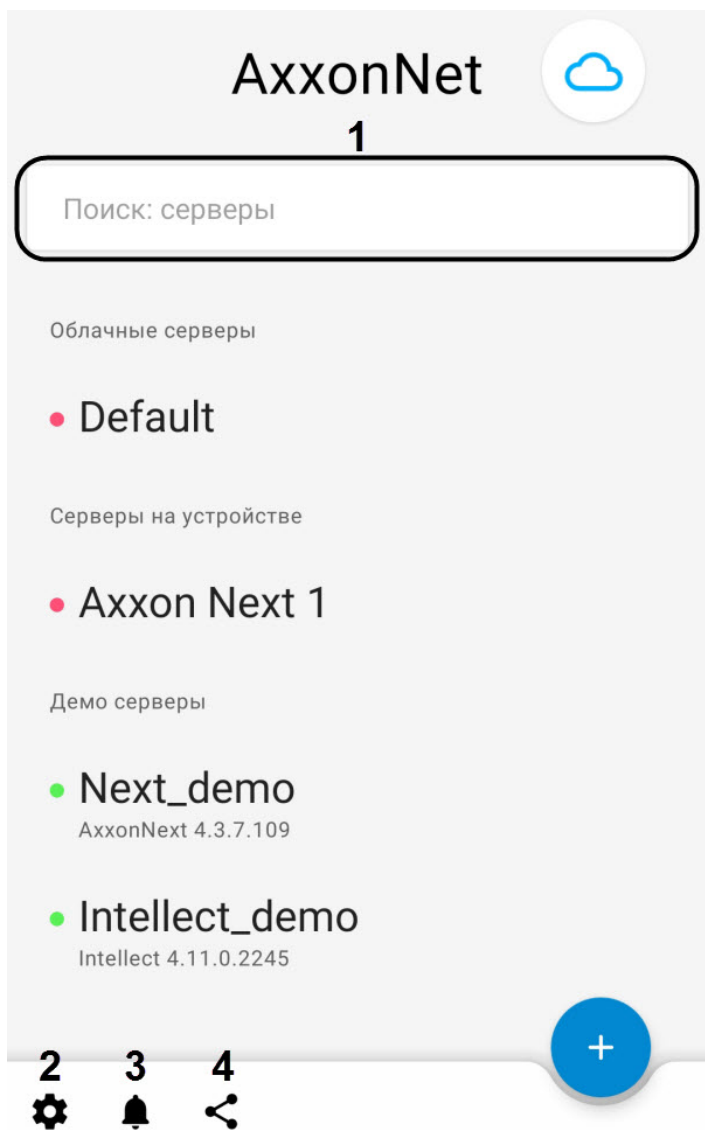 AxxonNet
1
Поиск: серверы
Облачные серверы
Default
Серверы на устройстве
Axxon Next 1
Демо серверы
Next_demo
AxxonNext 4.3.7.109
Intellect_demo
Intellect 4.11.0.2245
2 3 4